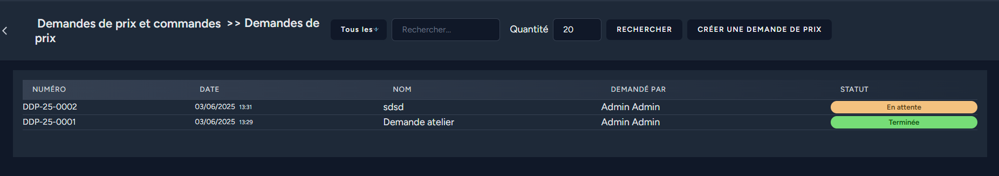 Demandes de prix et commandes >> Demandes de
prix
Tous les
Rechercher...
Quantité
20
RECHERCHER
CRÉER UNE DEMANDE DE PRIX
NUMÉRO DATE NOM DEMANDÉ PAR STATUT
DDP-25-0002 03/06/2025 13:31 sdsd Admin Admin En attente
DDP-25-0001 03/06/2025 13:29 Demande atelier Admin Admin Terminée